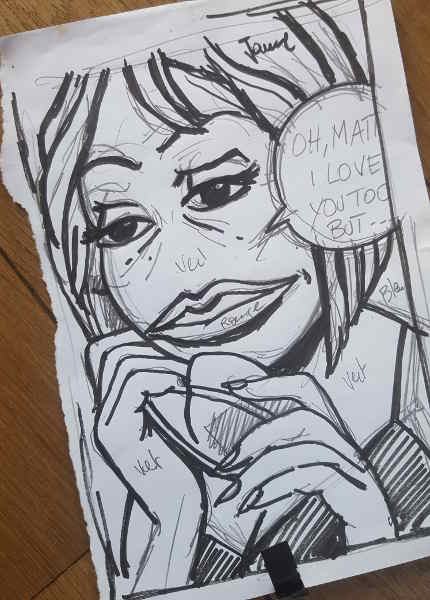 Jaune
OH, MAT
I LOVE
YOU TOO
BUT---
Vert
Rouge
Bleu
Vert
Vert